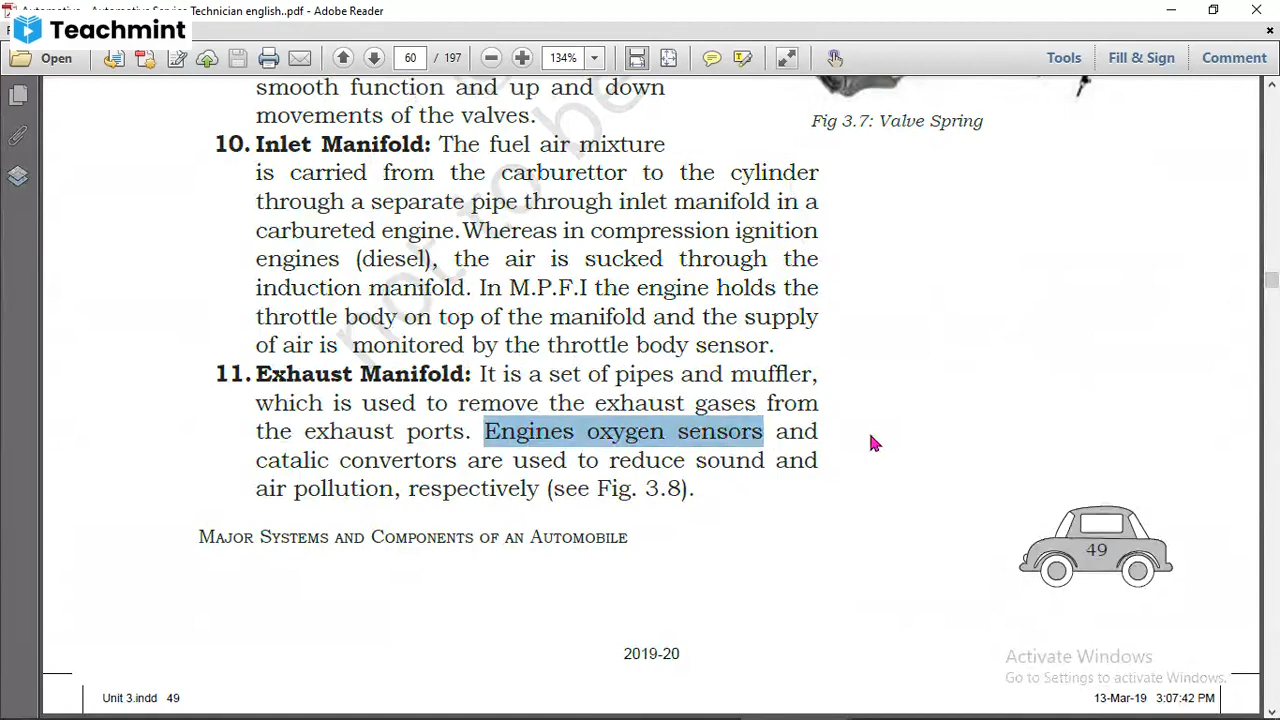 Automotive - Automotive Service Technician english..pdf - Adobe Reader
Teachmint
Open
60
/ 197
134%
Tools
Fill & Sign
Comment
smooth function and up and down
movements of the valves.
Fig 3.7: Valve Spring
10. Inlet Manifold: The fuel air mixture
is carried from the carburettor to the cylinder
through a separate pipe through inlet manifold in a
carbureted engine. Whereas in compression ignition
engines (diesel), the air is sucked through the
induction manifold. In M.P.F.I the engine holds the
throttle body on top of the manifold and the supply
of air is monitored by the throttle body sensor.
11. Exhaust Manifold: It is a set of pipes and muffler,
which is used to remove the exhaust gases from
the exhaust ports. Engines oxygen sensors and
catalic convertors are used to reduce sound and
air pollution, respectively (see Fig. 3.8).
not to be
Major Systems and Components of an Automobile
49
2019-20
Activate Windows
Go to Settings to activate Windows.
Unit 3.indd 49
13-Mar-19 3:07:42 PM